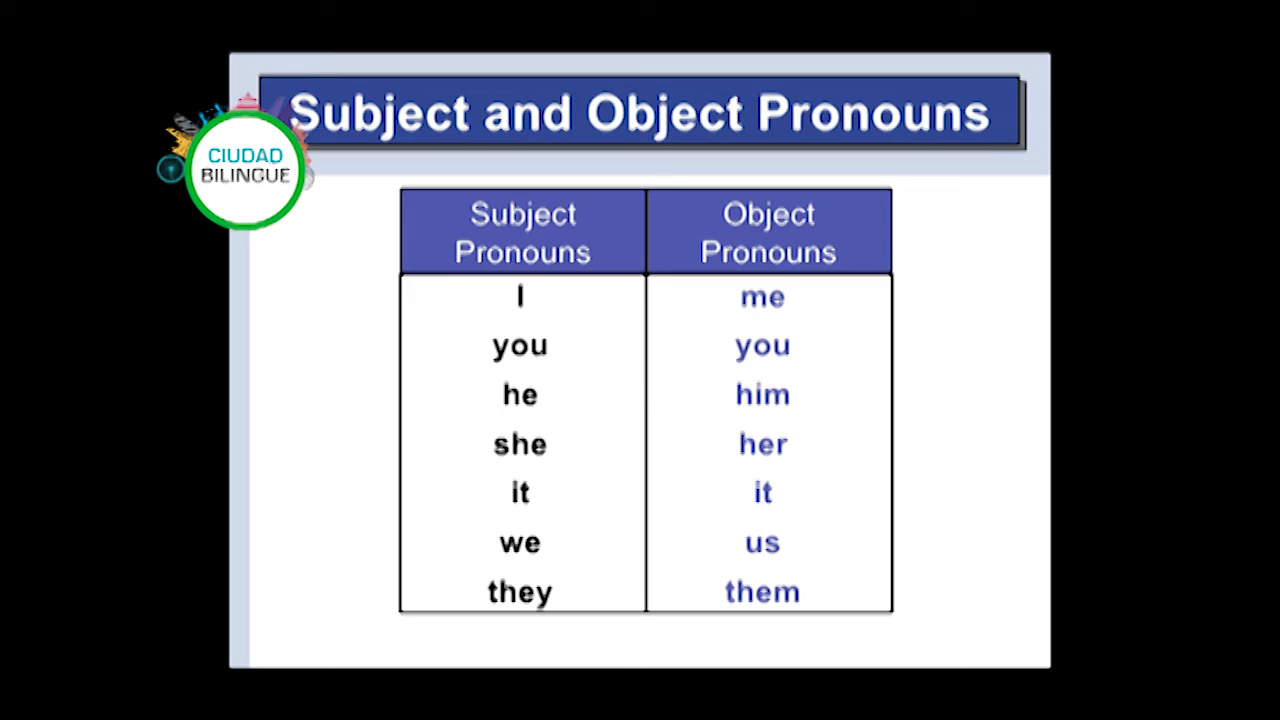 Subject and Object Pronouns
CIUDAD
BILINGUE
Subject Pronouns
Object Pronouns
I me
you you
he him
she her
it it
we us
they them